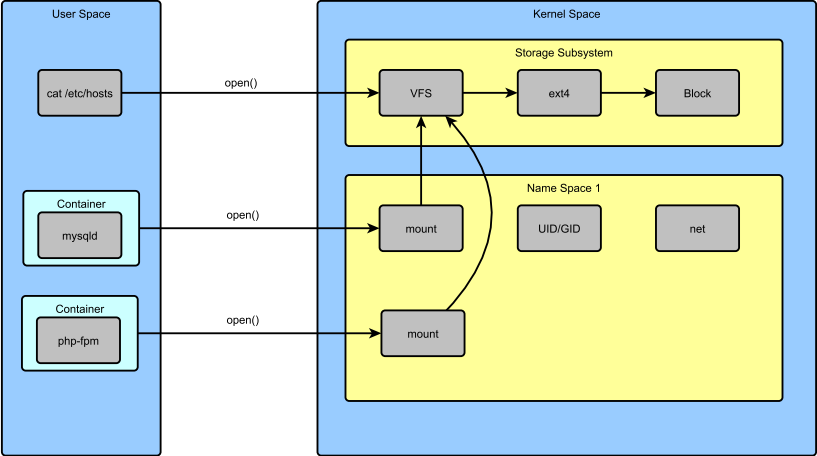 User Space
Kernel Space
Storage Subsystem
cat /etc/hosts
open()
VFS
ext4
Block
Name Space 1
Container
mysqld
open()
mount
UID/GID
net
Container
php-fpm
open()
mount